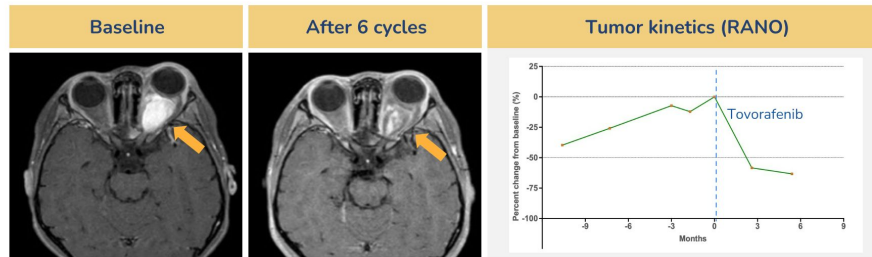 Baseline
After 6 cycles
Tumor kinetics (RANO)
Percent change from baseline (%)
25
0
-25
-50
-75
-100
Tovorafenib
-9
-6
-3
0
3
6
9
Months